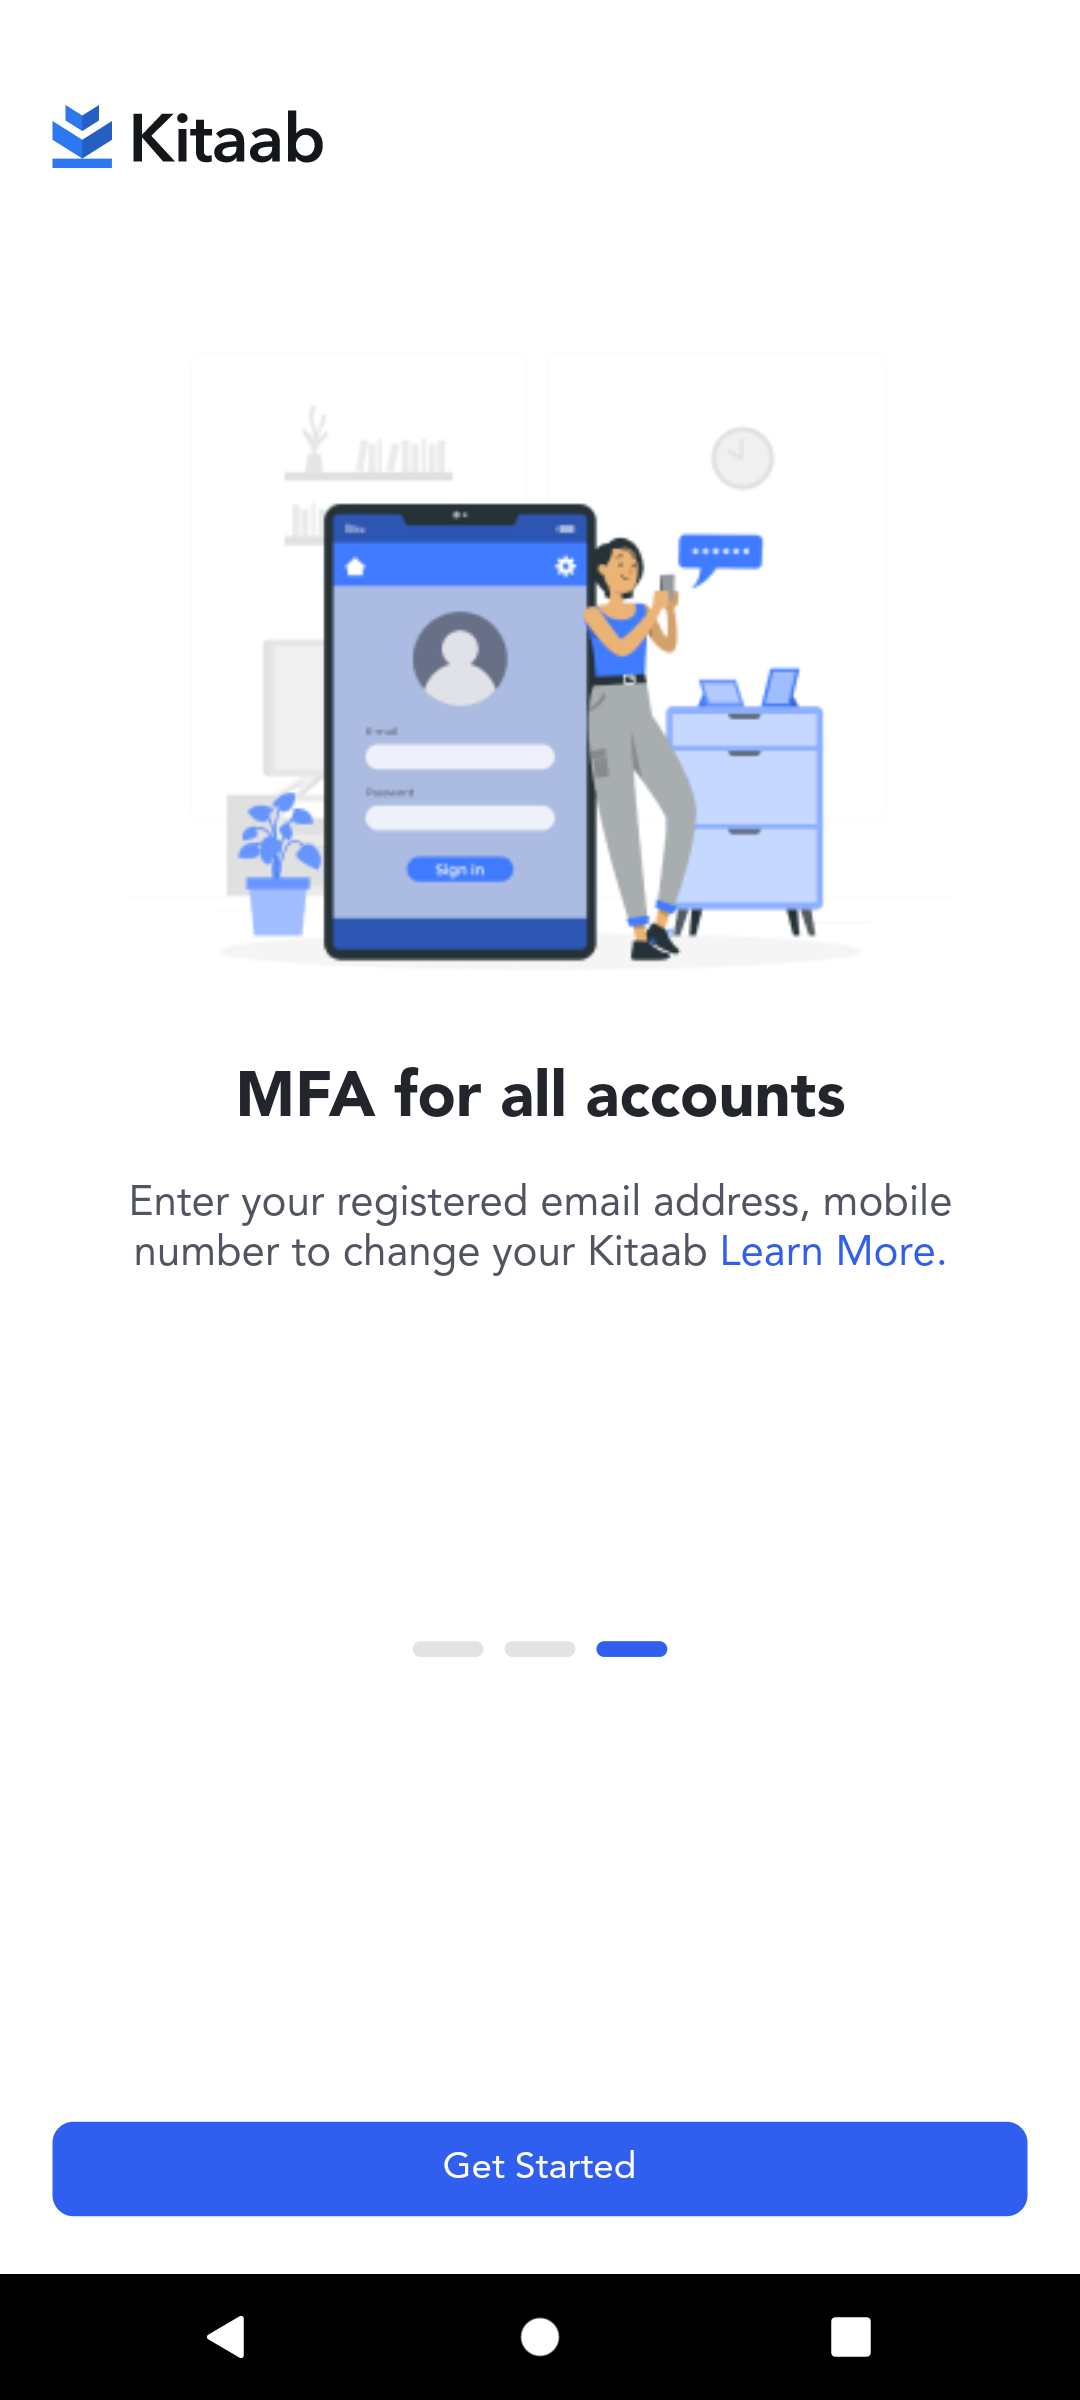 Kitaab
E-mail
Password
Sign in
MFA for all accounts
Enter your registered email address, mobile
number to change your Kitaab Learn More.
Get Started